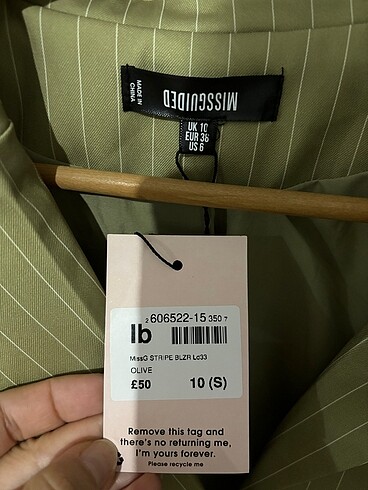 MISSGUIDED
MADE IN
CHINA
UK 10
EUR 38
US 6
2 606522-15 350 7
lb
MissG STRIPE BLZR Ld33
OLIVE
£50 10 (S)
Remove this tag and
there's no returning me,
I'm yours forever.
Please recycle me